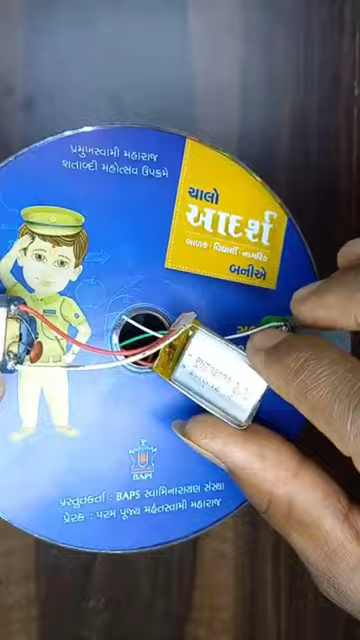 પ્રમુખસ્વામી મહારાજ
શતાબ્દી મહોત્સવ ઉપક્રમે
ચાલો
આદર્શ
બાળક · વિદ્યાર્થી · નાગરિક
બનીએ
BAPS
પ્રસ્તુતકર્તા : BAPS સ્વામિનારાયણ સંસ્થા
પ્રેરક : પરમ પૂજ્ય મહંતસ્વામી મહારાજ